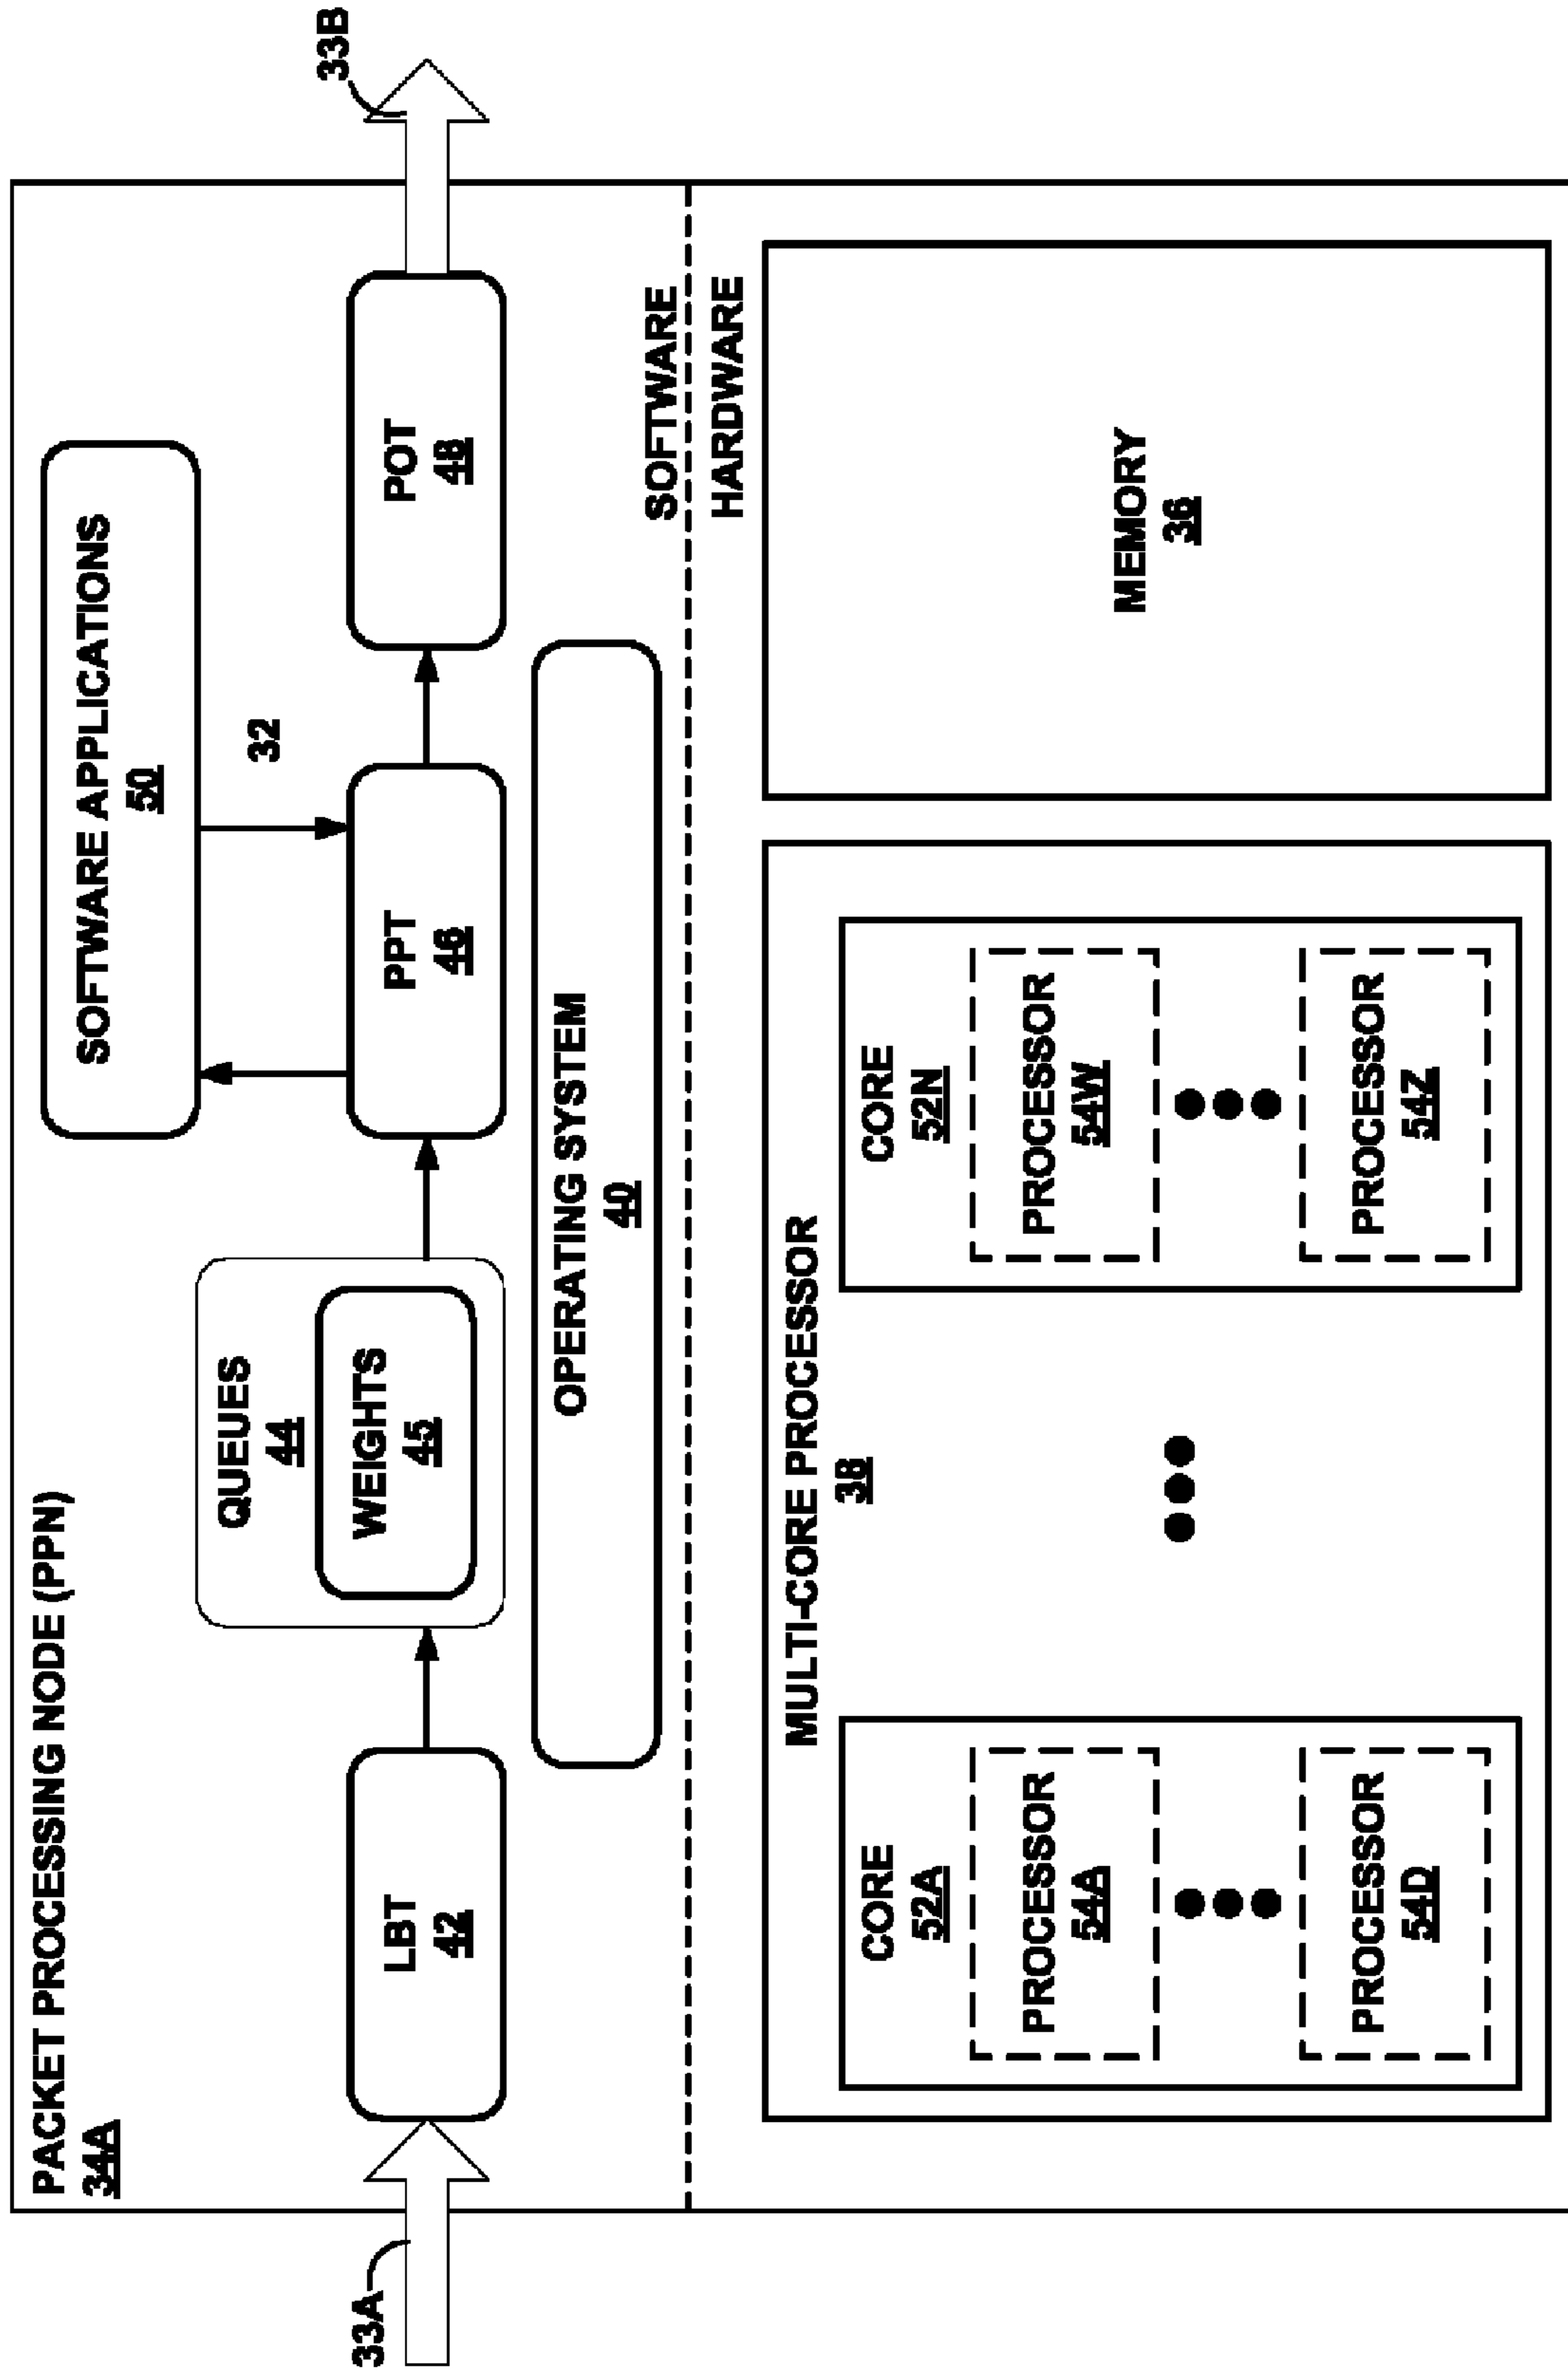 PACKET PROCESSING NODE (PPN)
34A
SOFTWARE APPLICATIONS
50
32
QUEUES
44
WEIGHTS
45
33A
LBT
42
PPT
46
POT
48
33B
OPERATING SYSTEM
40
SOFTWARE
HARDWARE
MULTI-CORE PROCESSOR
38
CORE
52A
PROCESSOR
54A
PROCESSOR
54D
CORE
52N
PROCESSOR
54W
PROCESSOR
54Z
MEMORY
36